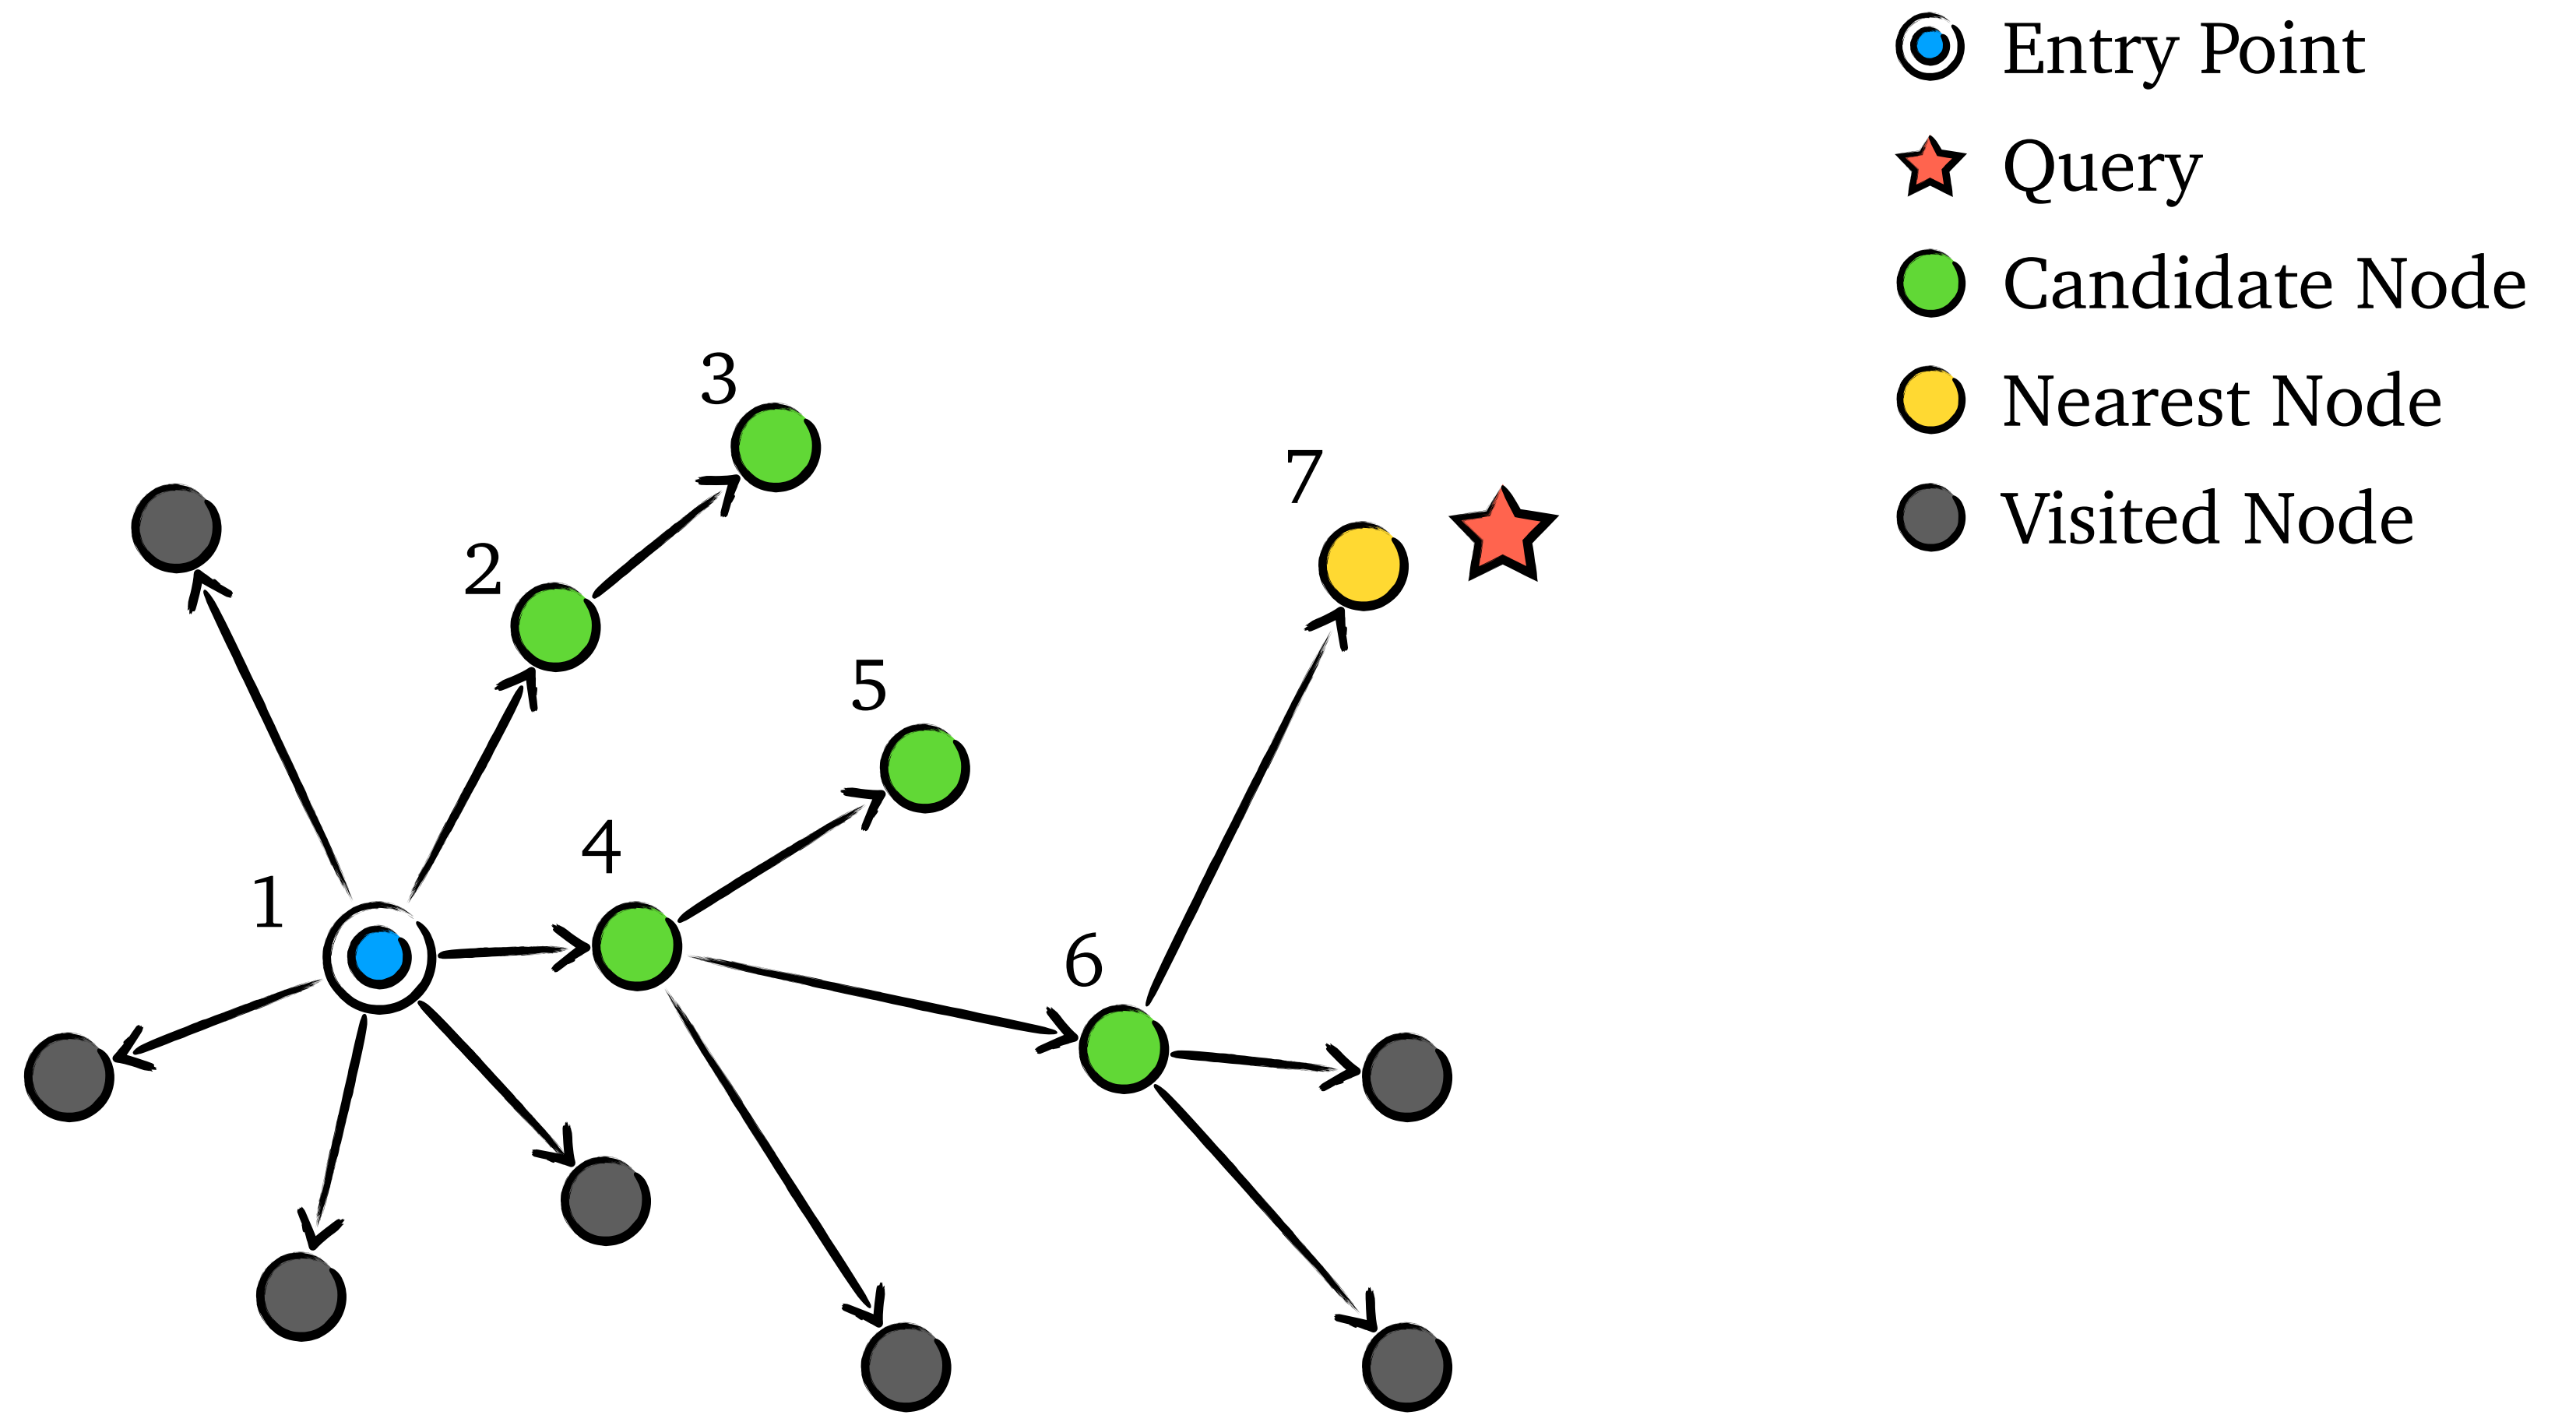 Entry Point
Query
Candidate Node
Nearest Node
Visited Node
3
7
2
5
4
1
6